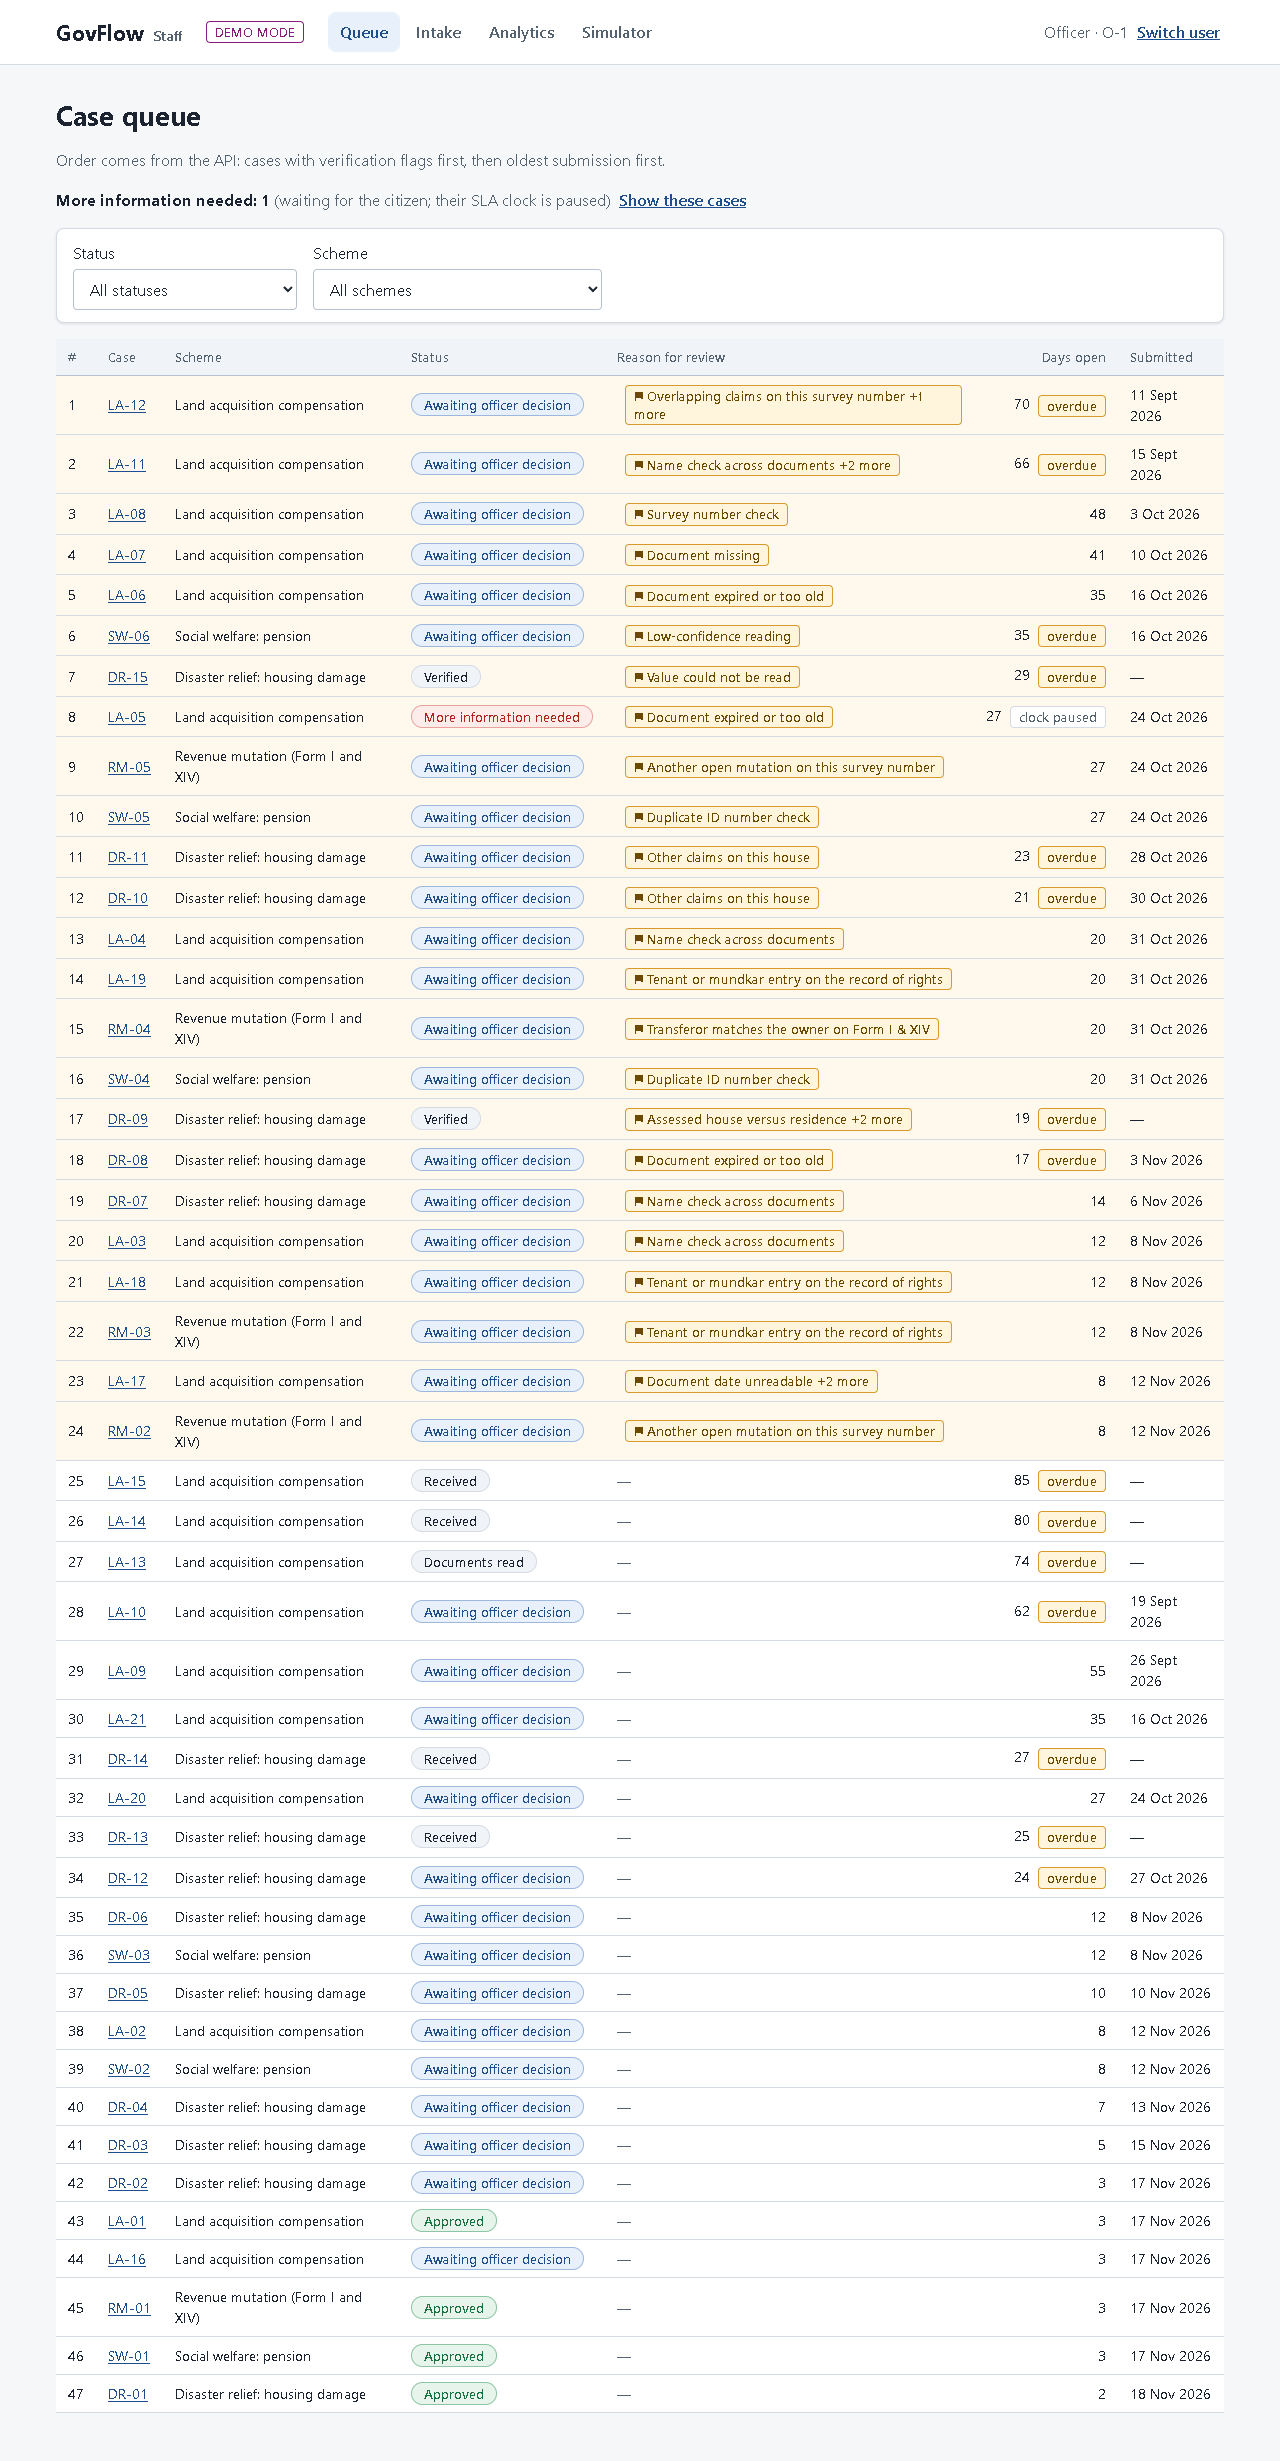 GovFlow Staff DEMO MODE Queue Intake Analytics Simulator Officer · O-1 Switch user
Case queue
Order comes from the API: cases with verification flags first, then oldest submission first.
More information needed: 1 (waiting for the citizen; their SLA clock is paused) Show these cases
Status Scheme
All statuses All schemes
# Case Scheme Status Reason for review Days open Submitted
1 LA-12 Land acquisition compensation Awaiting officer decision Overlapping claims on this survey number +1 more 70 overdue 11 Sept 2026
2 LA-11 Land acquisition compensation Awaiting officer decision Name check across documents +2 more 66 overdue 15 Sept 2026
3 LA-08 Land acquisition compensation Awaiting officer decision Survey number check 48 3 Oct 2026
4 LA-07 Land acquisition compensation Awaiting officer decision Document missing 41 10 Oct 2026
5 LA-06 Land acquisition compensation Awaiting officer decision Document expired or too old 35 16 Oct 2026
6 SW-06 Social welfare: pension Awaiting officer decision Low-confidence reading 35 overdue 16 Oct 2026
7 DR-15 Disaster relief: housing damage Verified Value could not be read 29 overdue —
8 LA-05 Land acquisition compensation More information needed Document expired or too old 27 clock paused 24 Oct 2026
9 RM-05 Revenue mutation (Form I and XIV) Awaiting officer decision Another open mutation on this survey number 27 24 Oct 2026
10 SW-05 Social welfare: pension Awaiting officer decision Duplicate ID number check 27 24 Oct 2026
11 DR-11 Disaster relief: housing damage Awaiting officer decision Other claims on this house 23 overdue 28 Oct 2026
12 DR-10 Disaster relief: housing damage Awaiting officer decision Other claims on this house 21 overdue 30 Oct 2026
13 LA-04 Land acquisition compensation Awaiting officer decision Name check across documents 20 31 Oct 2026
14 LA-19 Land acquisition compensation Awaiting officer decision Tenant or mundkar entry on the record of rights 20 31 Oct 2026
15 RM-04 Revenue mutation (Form I and XIV) Awaiting officer decision Transferor matches the owner on Form I & XIV 20 31 Oct 2026
16 SW-04 Social welfare: pension Awaiting officer decision Duplicate ID number check 20 31 Oct 2026
17 DR-09 Disaster relief: housing damage Verified Assessed house versus residence +2 more 19 overdue —
18 DR-08 Disaster relief: housing damage Awaiting officer decision Document expired or too old 17 overdue 3 Nov 2026
19 DR-07 Disaster relief: housing damage Awaiting officer decision Name check across documents 14 6 Nov 2026
20 LA-03 Land acquisition compensation Awaiting officer decision Name check across documents 12 8 Nov 2026
21 LA-18 Land acquisition compensation Awaiting officer decision Tenant or mundkar entry on the record of rights 12 8 Nov 2026
22 RM-03 Revenue mutation (Form I and XIV) Awaiting officer decision Tenant or mundkar entry on the record of rights 12 8 Nov 2026
23 LA-17 Land acquisition compensation Awaiting officer decision Document date unreadable +2 more 8 12 Nov 2026
24 RM-02 Revenue mutation (Form I and XIV) Awaiting officer decision Another open mutation on this survey number 8 12 Nov 2026
25 LA-15 Land acquisition compensation Received — 85 overdue —
26 LA-14 Land acquisition compensation Received — 80 overdue —
27 LA-13 Land acquisition compensation Documents read — 74 overdue —
28 LA-10 Land acquisition compensation Awaiting officer decision — 62 overdue 19 Sept 2026
29 LA-09 Land acquisition compensation Awaiting officer decision — 55 26 Sept 2026
30 LA-21 Land acquisition compensation Awaiting officer decision — 35 16 Oct 2026
31 DR-14 Disaster relief: housing damage Received — 27 overdue —
32 LA-20 Land acquisition compensation Awaiting officer decision — 27 24 Oct 2026
33 DR-13 Disaster relief: housing damage Received — 25 overdue —
34 DR-12 Disaster relief: housing damage Awaiting officer decision — 24 overdue 27 Oct 2026
35 DR-06 Disaster relief: housing damage Awaiting officer decision — 12 8 Nov 2026
36 SW-03 Social welfare: pension Awaiting officer decision — 12 8 Nov 2026
37 DR-05 Disaster relief: housing damage Awaiting officer decision — 10 10 Nov 2026
38 LA-02 Land acquisition compensation Awaiting officer decision — 8 12 Nov 2026
39 SW-02 Social welfare: pension Awaiting officer decision — 8 12 Nov 2026
40 DR-04 Disaster relief: housing damage Awaiting officer decision — 7 13 Nov 2026
41 DR-03 Disaster relief: housing damage Awaiting officer decision — 5 15 Nov 2026
42 DR-02 Disaster relief: housing damage Awaiting officer decision — 3 17 Nov 2026
43 LA-01 Land acquisition compensation Approved — 3 17 Nov 2026
44 LA-16 Land acquisition compensation Awaiting officer decision — 3 17 Nov 2026
45 RM-01 Revenue mutation (Form I and XIV) Approved — 3 17 Nov 2026
46 SW-01 Social welfare: pension Approved — 3 17 Nov 2026
47 DR-01 Disaster relief: housing damage Approved — 2 18 Nov 2026